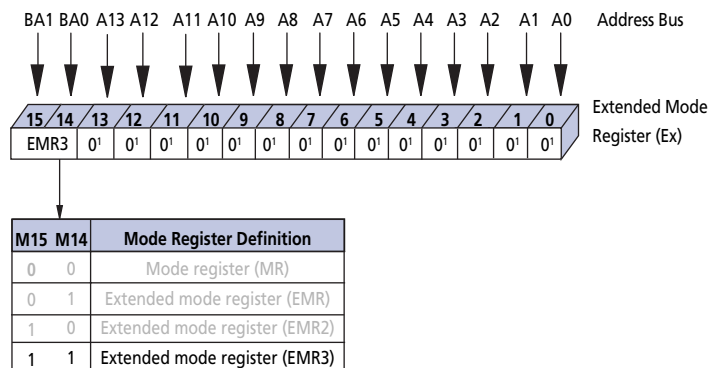 BA1 BA0 A13 A12 A11 A10 A9 A8 A7 A6 A5 A4 A3 A2 A1 A0 Address Bus
15 14 13 12 11 10 9 8 7 6 5 4 3 2 1 0 Extended Mode
EMR3 0¹ 0¹ 0¹ 0¹ 0¹ 0¹ 0¹ 0¹ 0¹ 0¹ 0¹ 0¹ 0¹ 0¹ Register (Ex)
M15 M14 Mode Register Definition
0 0 Mode register (MR)
0 1 Extended mode register (EMR)
1 0 Extended mode register (EMR2)
1 1 Extended mode register (EMR3)